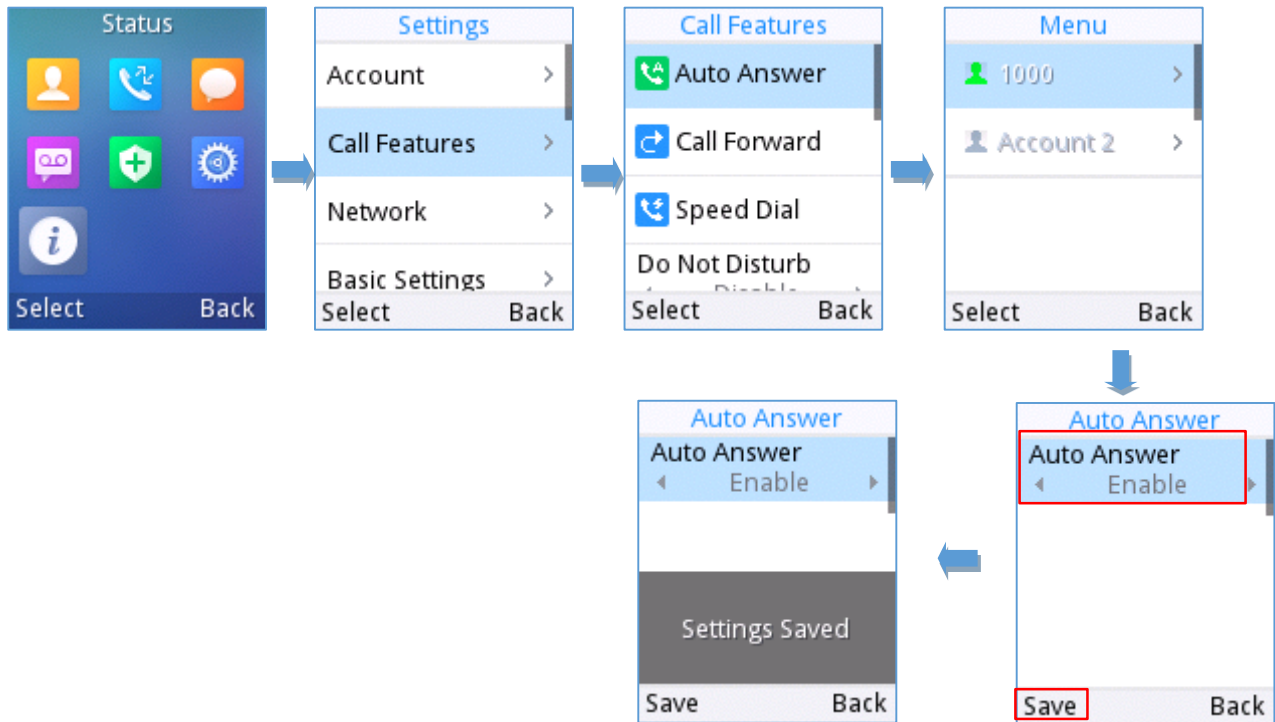 Status
Select Back
Settings
Account
Call Features
Network
Basic Settings
Select Back
Call Features
Auto Answer
Call Forward
Speed Dial
Do Not Disturb
Disable
Select Back
Menu
1000
Account 2
Select Back
Auto Answer
Auto Answer
Enable
Save Back
Auto Answer
Auto Answer
Enable
Settings Saved
Save Back